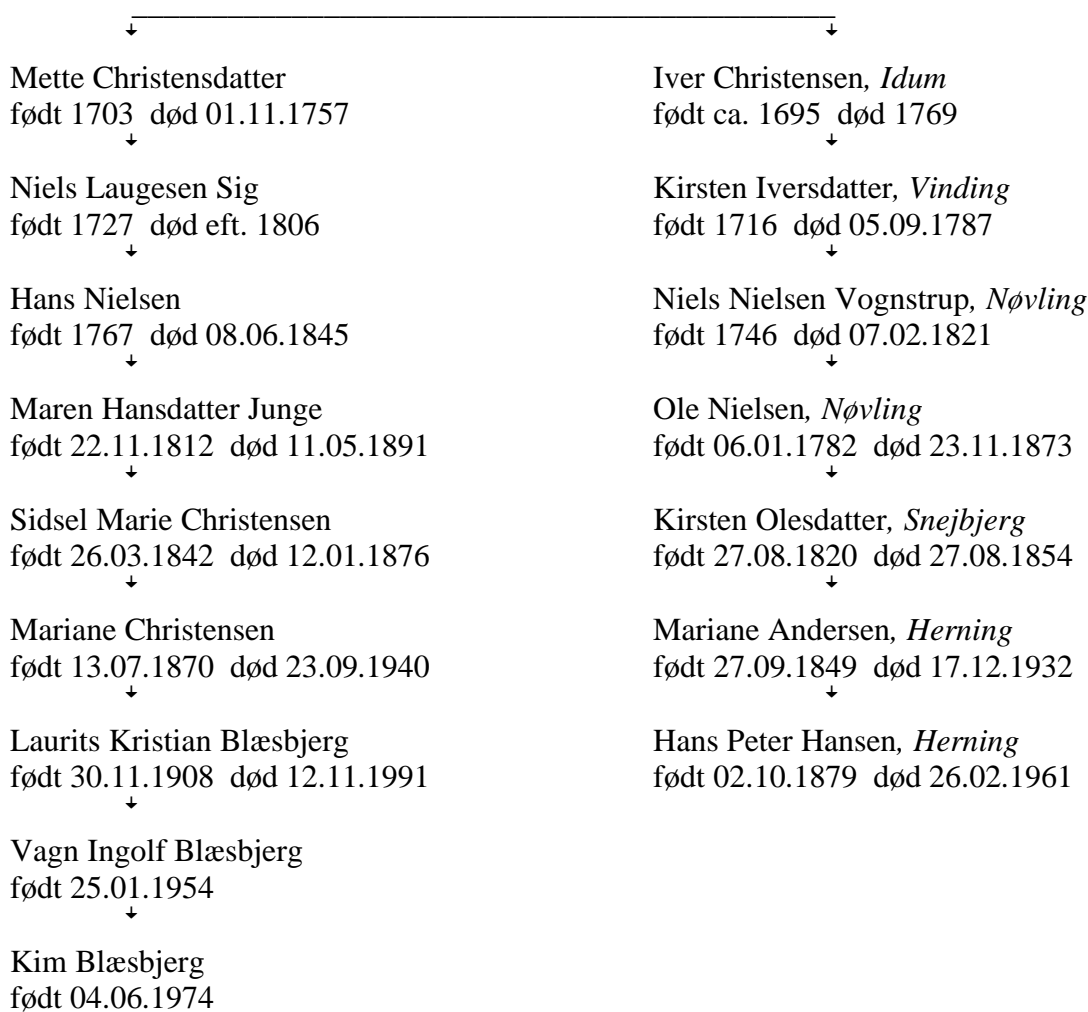 Mette Christensdatter
født 1703  død 01.11.1757
Niels Laugesen Sig
født 1727  død eft. 1806
Hans Nielsen
født 1767  død 08.06.1845
Maren Hansdatter Junge
født 22.11.1812  død 11.05.1891
Sidsel Marie Christensen
født 26.03.1842  død 12.01.1876
Mariane Christensen
født 13.07.1870  død 23.09.1940
Laurits Kristian Blæsbjerg
født 30.11.1908  død 12.11.1991
Vagn Ingolf Blæsbjerg
født 25.01.1954
Kim Blæsbjerg
født 04.06.1974
Iver Christensen, Idum
født ca. 1695  død 1769
Kirsten Iversdatter, Vinding
født 1716  død 05.09.1787
Niels Nielsen Vognstrup, Nøvling
født 1746  død 07.02.1821
Ole Nielsen, Nøvling
født 06.01.1782  død 23.11.1873
Kirsten Olesdatter, Snejbjerg
født 27.08.1820  død 27.08.1854
Mariane Andersen, Herning
født 27.09.1849  død 17.12.1932
Hans Peter Hansen, Herning
født 02.10.1879  død 26.02.1961